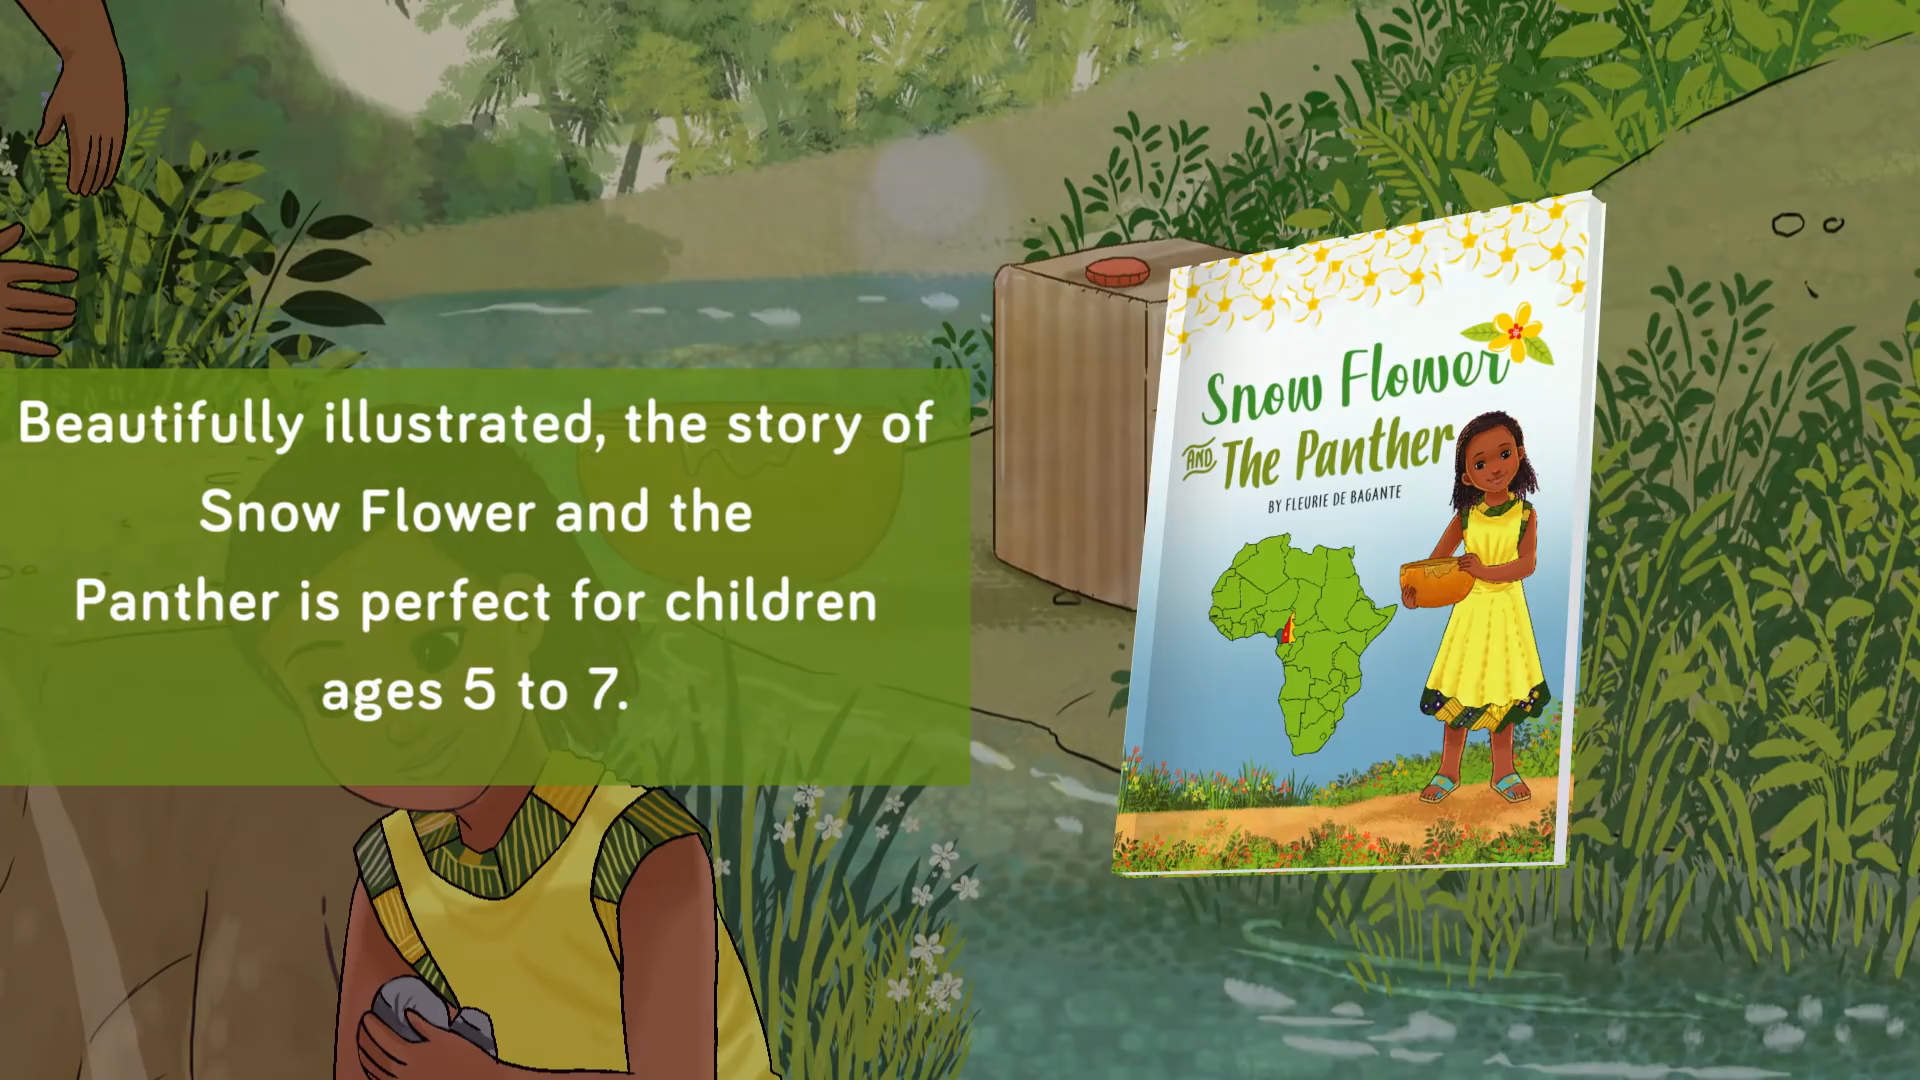 Beautifully illustrated, the story of
Snow Flower and the
Panther is perfect for children
ages 5 to 7.
Snow Flower
AND The Panther
BY FLEURIE DE BAGANTE